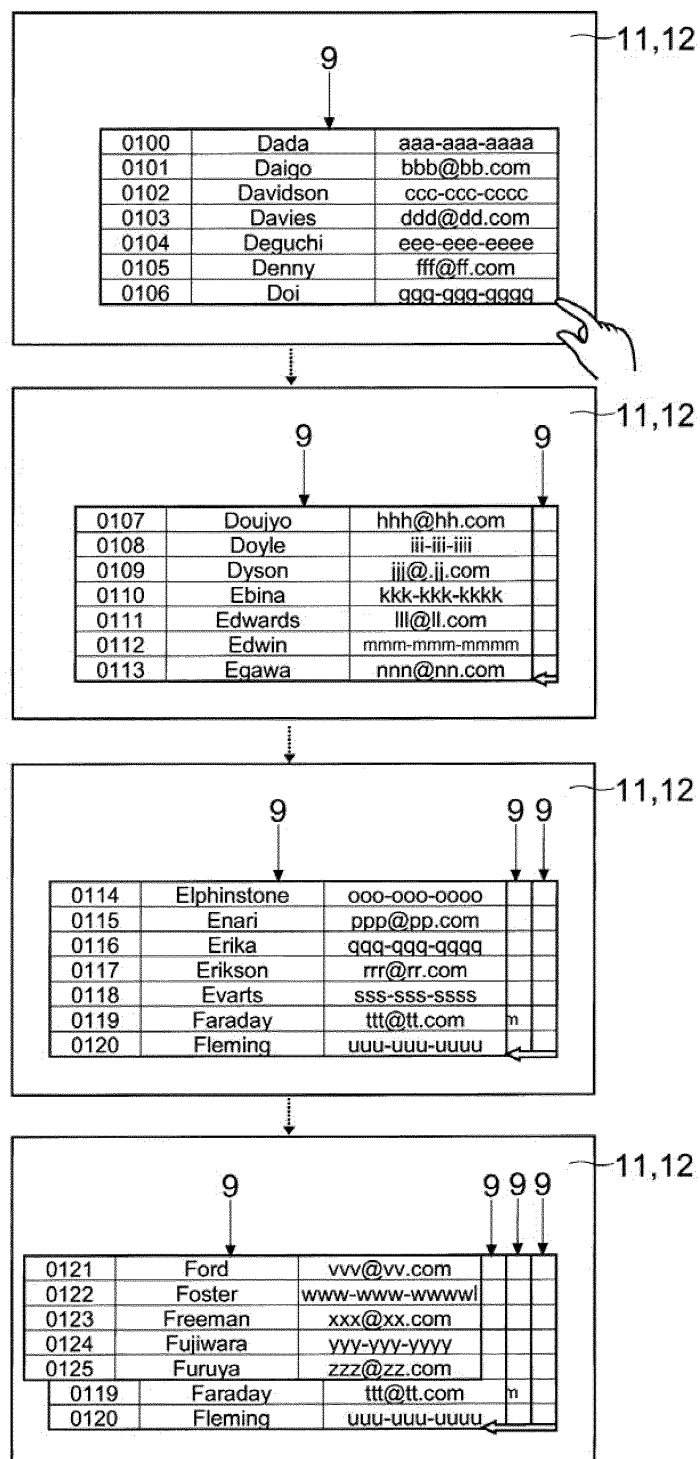 11,12
9
0100 Dada aaa-aaa-aaaa
0101 Daigo bbb@bb.com
0102 Davidson ccc-ccc-cccc
0103 Davies ddd@dd.com
0104 Deguchi eee-eee-eeee
0105 Denny fff@ff.com
0106 Doi ggg-ggg-gggg
11,12
9 9
0107 Doujyo hhh@hh.com
0108 Doyle iii-iii-iiii
0109 Dyson jjj@.jj.com
0110 Ebina kkk-kkk-kkkk
0111 Edwards lll@ll.com
0112 Edwin mmm-mmm-mmmm
0113 Egawa nnn@nn.com
11,12
9 9 9
0114 Elphinstone ooo-ooo-oooo
0115 Enari ppp@pp.com
0116 Erika qqq-qqq-qqqq
0117 Erikson rrr@rr.com
0118 Evarts sss-sss-ssss
0119 Faraday ttt@tt.com m
0120 Fleming uuu-uuu-uuuu
11,12
9 9 9 9
0121 Ford vvv@vv.com
0122 Foster www-www-wwwwl
0123 Freeman xxx@xx.com
0124 Fujiwara yyy-yyy-yyyy
0125 Furuya zzz@zz.com
0119 Faraday ttt@tt.com m
0120 Fleming uuu-uuu-uuuu